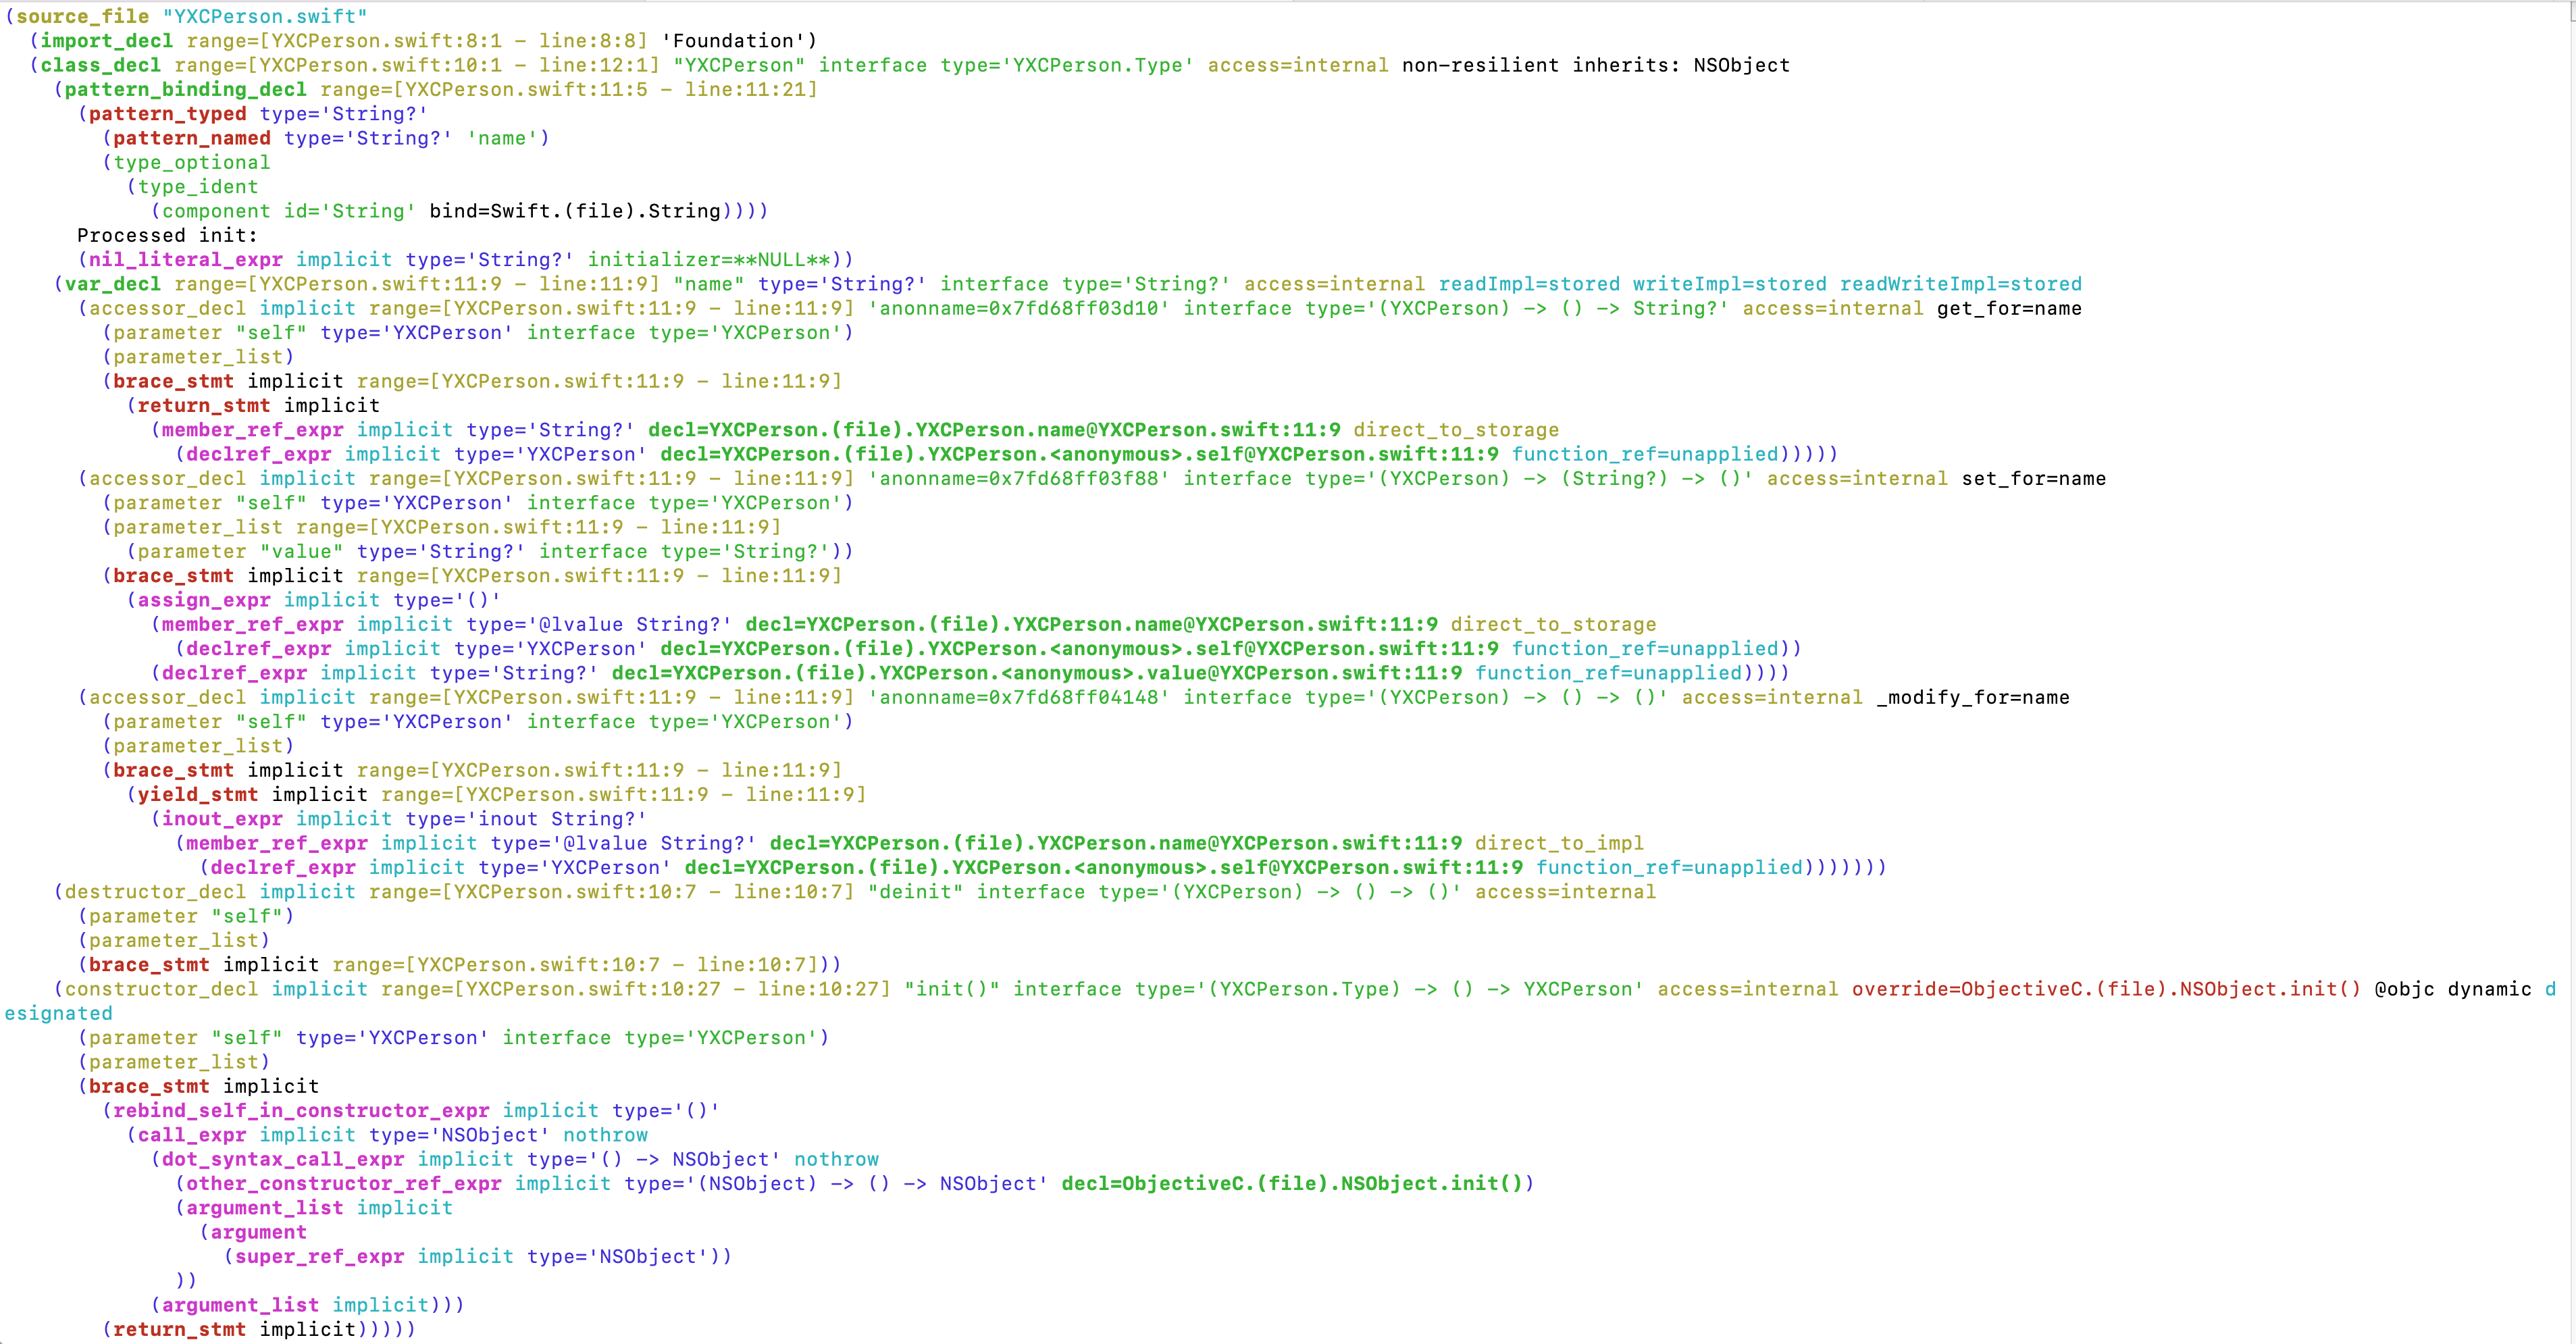 (source_file "YXCPerson.swift"
  (import_decl range=[YXCPerson.swift:8:1 - line:8:8] 'Foundation')
  (class_decl range=[YXCPerson.swift:10:1 - line:12:1] "YXCPerson" interface type='YXCPerson.Type' access=internal non-resilient inherits: NSObject
    (pattern_binding_decl range=[YXCPerson.swift:11:5 - line:11:21]
      (pattern_typed type='String?'
        (pattern_named type='String?' 'name')
        (type_optional
          (type_ident
            (component id='String' bind=Swift.(file).String))))
      Processed init:
      (nil_literal_expr implicit type='String?' initializer=**NULL**))
    (var_decl range=[YXCPerson.swift:11:9 - line:11:9] "name" type='String?' interface type='String?' access=internal readImpl=stored writeImpl=stored readWriteImpl=stored
      (accessor_decl implicit range=[YXCPerson.swift:11:9 - line:11:9] 'anonname=0x7fd68ff03d10' interface type='(YXCPerson) -> () -> String?' access=internal get_for=name
        (parameter "self" type='YXCPerson' interface type='YXCPerson')
        (parameter_list)
        (brace_stmt implicit range=[YXCPerson.swift:11:9 - line:11:9]
          (return_stmt implicit
            (member_ref_expr implicit type='String?' decl=YXCPerson.(file).YXCPerson.name@YXCPerson.swift:11:9 direct_to_storage
              (declref_expr implicit type='YXCPerson' decl=YXCPerson.(file).YXCPerson.<anonymous>.self@YXCPerson.swift:11:9 function_ref=unapplied)))))
      (accessor_decl implicit range=[YXCPerson.swift:11:9 - line:11:9] 'anonname=0x7fd68ff03f88' interface type='(YXCPerson) -> (String?) -> ()' access=internal set_for=name
        (parameter "self" type='YXCPerson' interface type='YXCPerson')
        (parameter_list range=[YXCPerson.swift:11:9 - line:11:9]
          (parameter "value" type='String?' interface type='String?'))
        (brace_stmt implicit range=[YXCPerson.swift:11:9 - line:11:9]
          (assign_expr implicit type='()'
            (member_ref_expr implicit type='@lvalue String?' decl=YXCPerson.(file).YXCPerson.name@YXCPerson.swift:11:9 direct_to_storage
              (declref_expr implicit type='YXCPerson' decl=YXCPerson.(file).YXCPerson.<anonymous>.self@YXCPerson.swift:11:9 function_ref=unapplied))
            (declref_expr implicit type='String?' decl=YXCPerson.(file).YXCPerson.<anonymous>.value@YXCPerson.swift:11:9 function_ref=unapplied))))
      (accessor_decl implicit range=[YXCPerson.swift:11:9 - line:11:9] 'anonname=0x7fd68ff04148' interface type='(YXCPerson) -> () -> ()' access=internal _modify_for=name
        (parameter "self" type='YXCPerson' interface type='YXCPerson')
        (parameter_list)
        (brace_stmt implicit range=[YXCPerson.swift:11:9 - line:11:9]
          (yield_stmt implicit range=[YXCPerson.swift:11:9 - line:11:9]
            (inout_expr implicit type='inout String?'
              (member_ref_expr implicit type='@lvalue String?' decl=YXCPerson.(file).YXCPerson.name@YXCPerson.swift:11:9 direct_to_impl
                (declref_expr implicit type='YXCPerson' decl=YXCPerson.(file).YXCPerson.<anonymous>.self@YXCPerson.swift:11:9 function_ref=unapplied)))))))
    (destructor_decl implicit range=[YXCPerson.swift:10:7 - line:10:7] "deinit" interface type='(YXCPerson) -> () -> ()' access=internal
      (parameter "self")
      (parameter_list)
      (brace_stmt implicit range=[YXCPerson.swift:10:7 - line:10:7]))
    (constructor_decl implicit range=[YXCPerson.swift:10:27 - line:10:27] "init()" interface type='(YXCPerson.Type) -> () -> YXCPerson' access=internal override=ObjectiveC.(file).NSObject.init() @objc dynamic d
esignated
      (parameter "self" type='YXCPerson' interface type='YXCPerson')
      (parameter_list)
      (brace_stmt implicit
        (rebind_self_in_constructor_expr implicit type='()'
          (call_expr implicit type='NSObject' nothrow
            (dot_syntax_call_expr implicit type='() -> NSObject' nothrow
              (other_constructor_ref_expr implicit type='(NSObject) -> () -> NSObject' decl=ObjectiveC.(file).NSObject.init())
              (argument_list implicit
                (argument
                  (super_ref_expr implicit type='NSObject'))
              ))
            (argument_list implicit)))
        (return_stmt implicit)))))